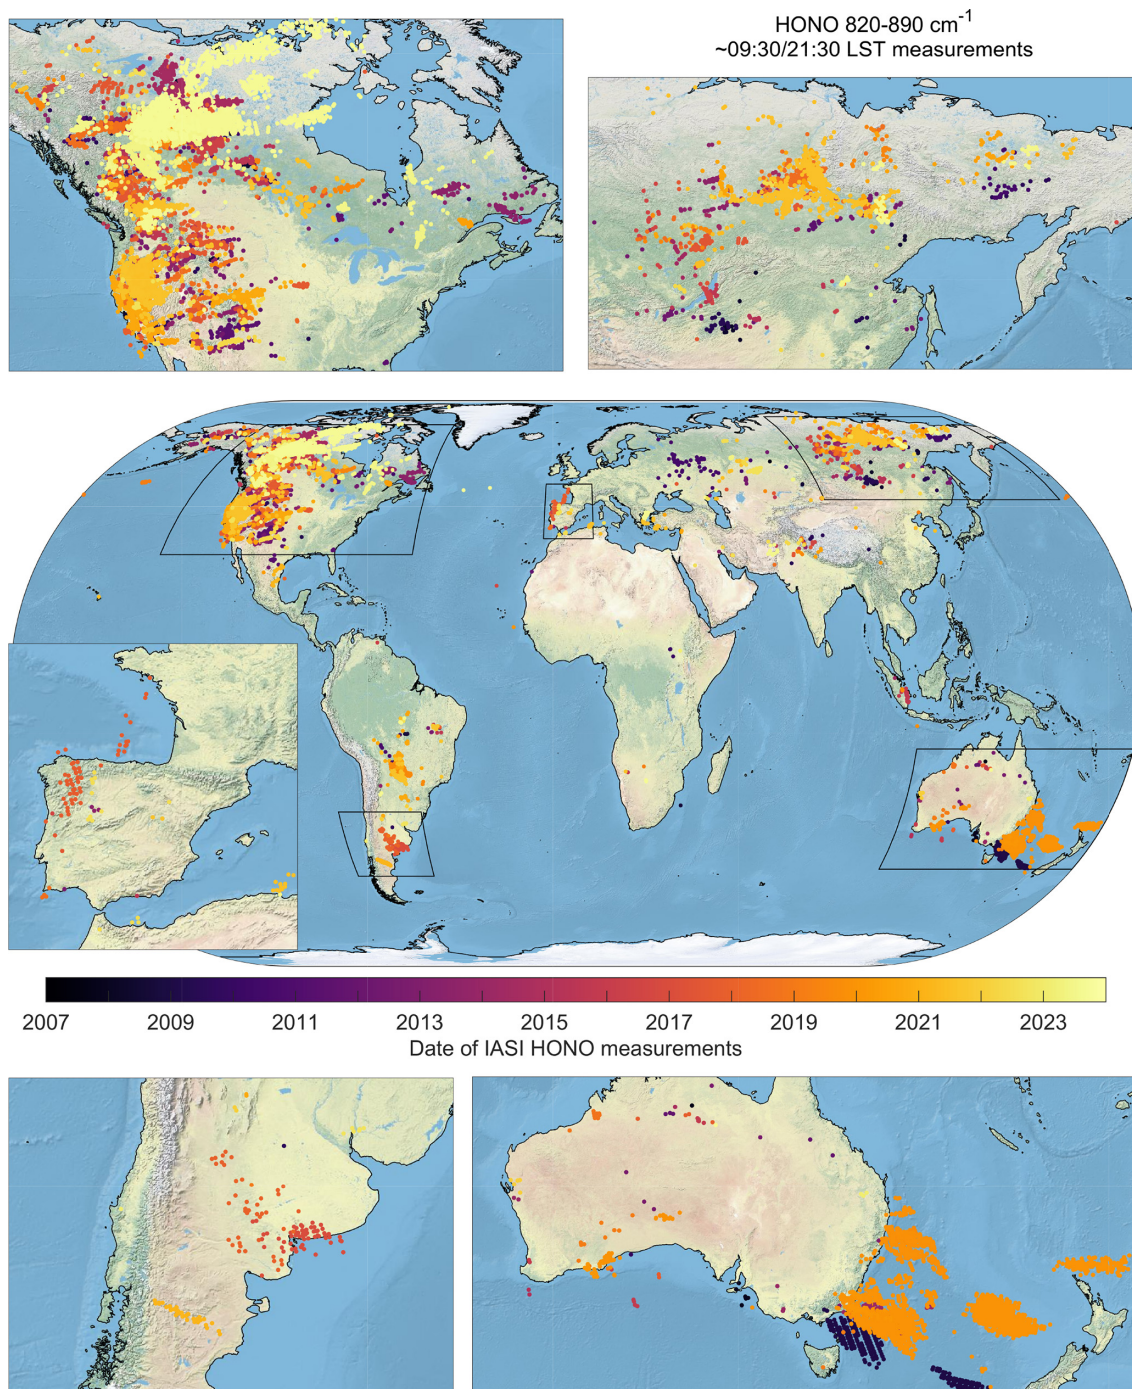 HONO 820-890 cm-1
~09:30/21:30 LST measurements
2007 2009 2011 2013 2015 2017 2019 2021 2023
Date of IASI HONO measurements